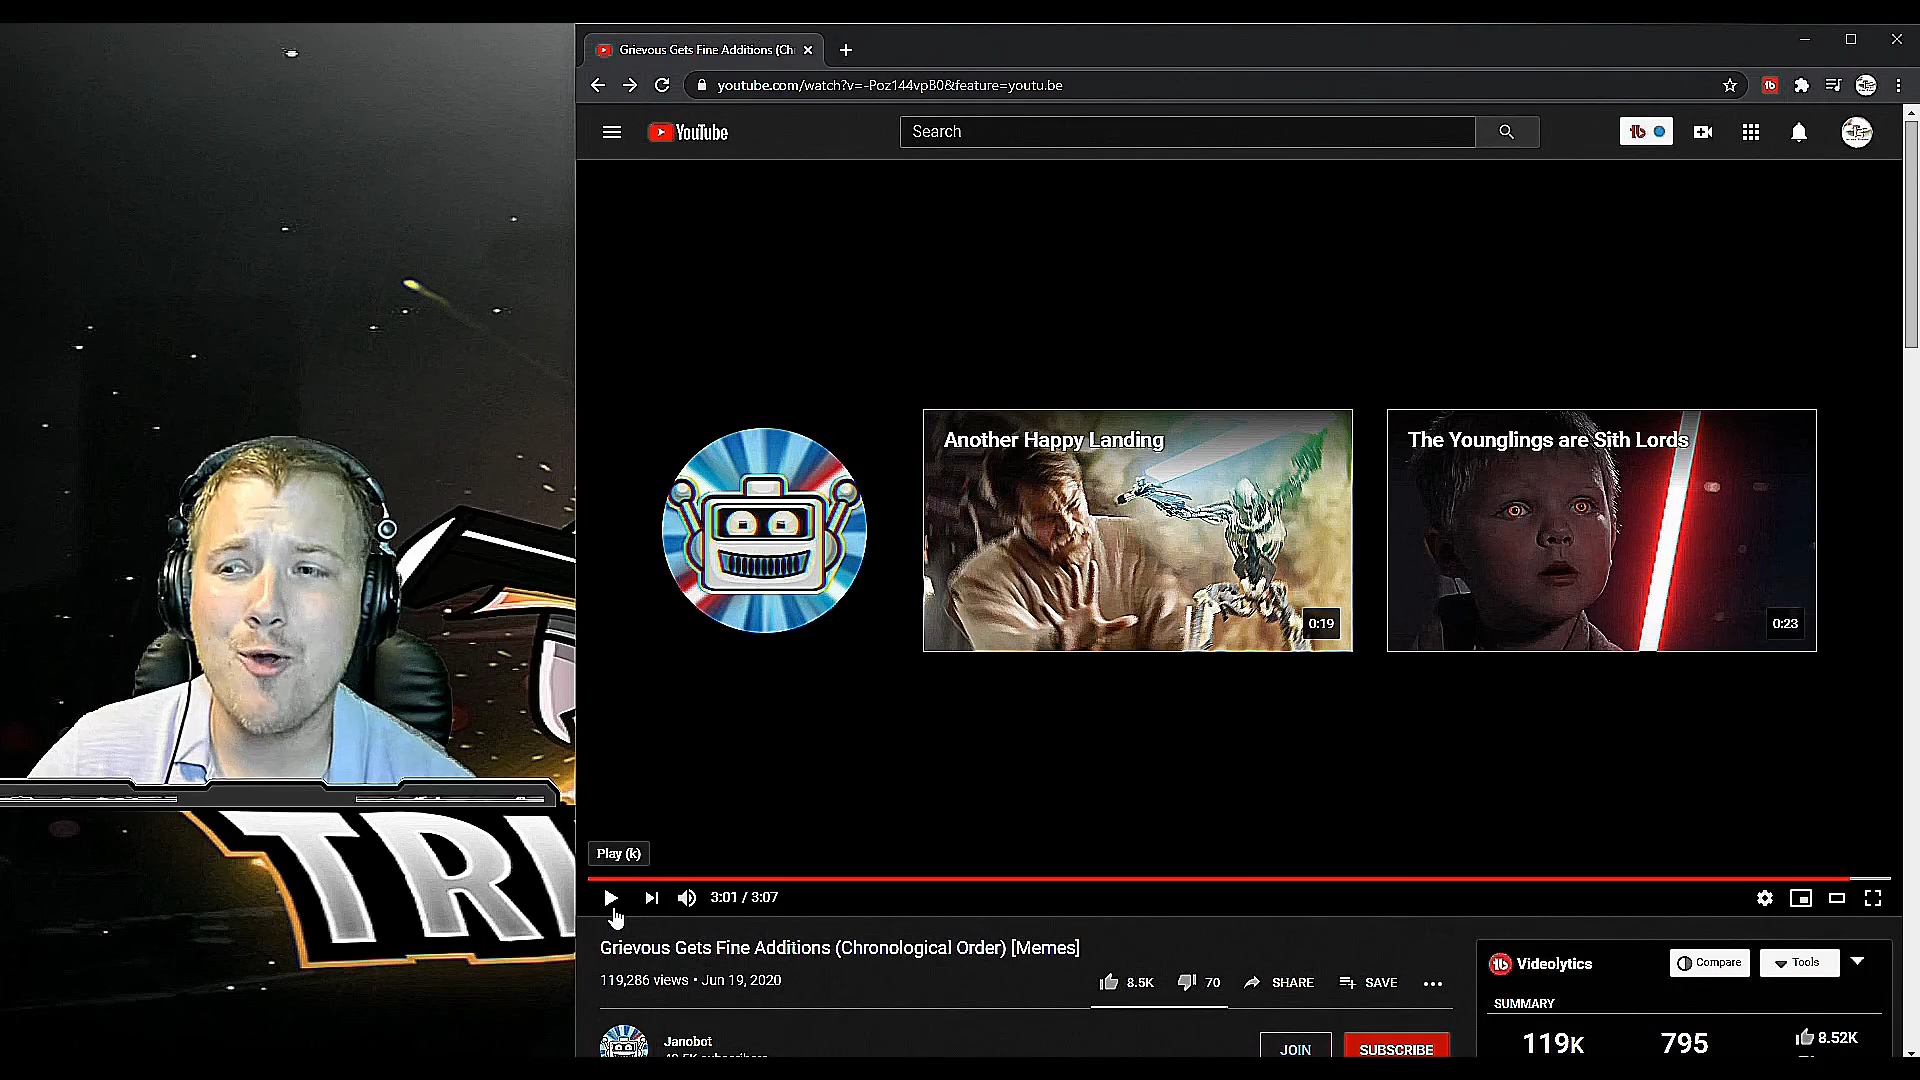 Grievous Gets Fine Additions (Ch
youtube.com/watch?v=-Poz144vpB0&feature=youtu.be
YouTube
Search
Another Happy Landing
0:19
The Younglings are Sith Lords
0:23
Play (k)
3:01 / 3:07
Grievous Gets Fine Additions (Chronological Order) [Memes]
119,286 views • Jun 19, 2020
8.5K
70
SHARE
SAVE
Janobot
JOIN
SUBSCRIBE
Videolytics
Compare
Tools
SUMMARY
119K
795
8.52K
TRI